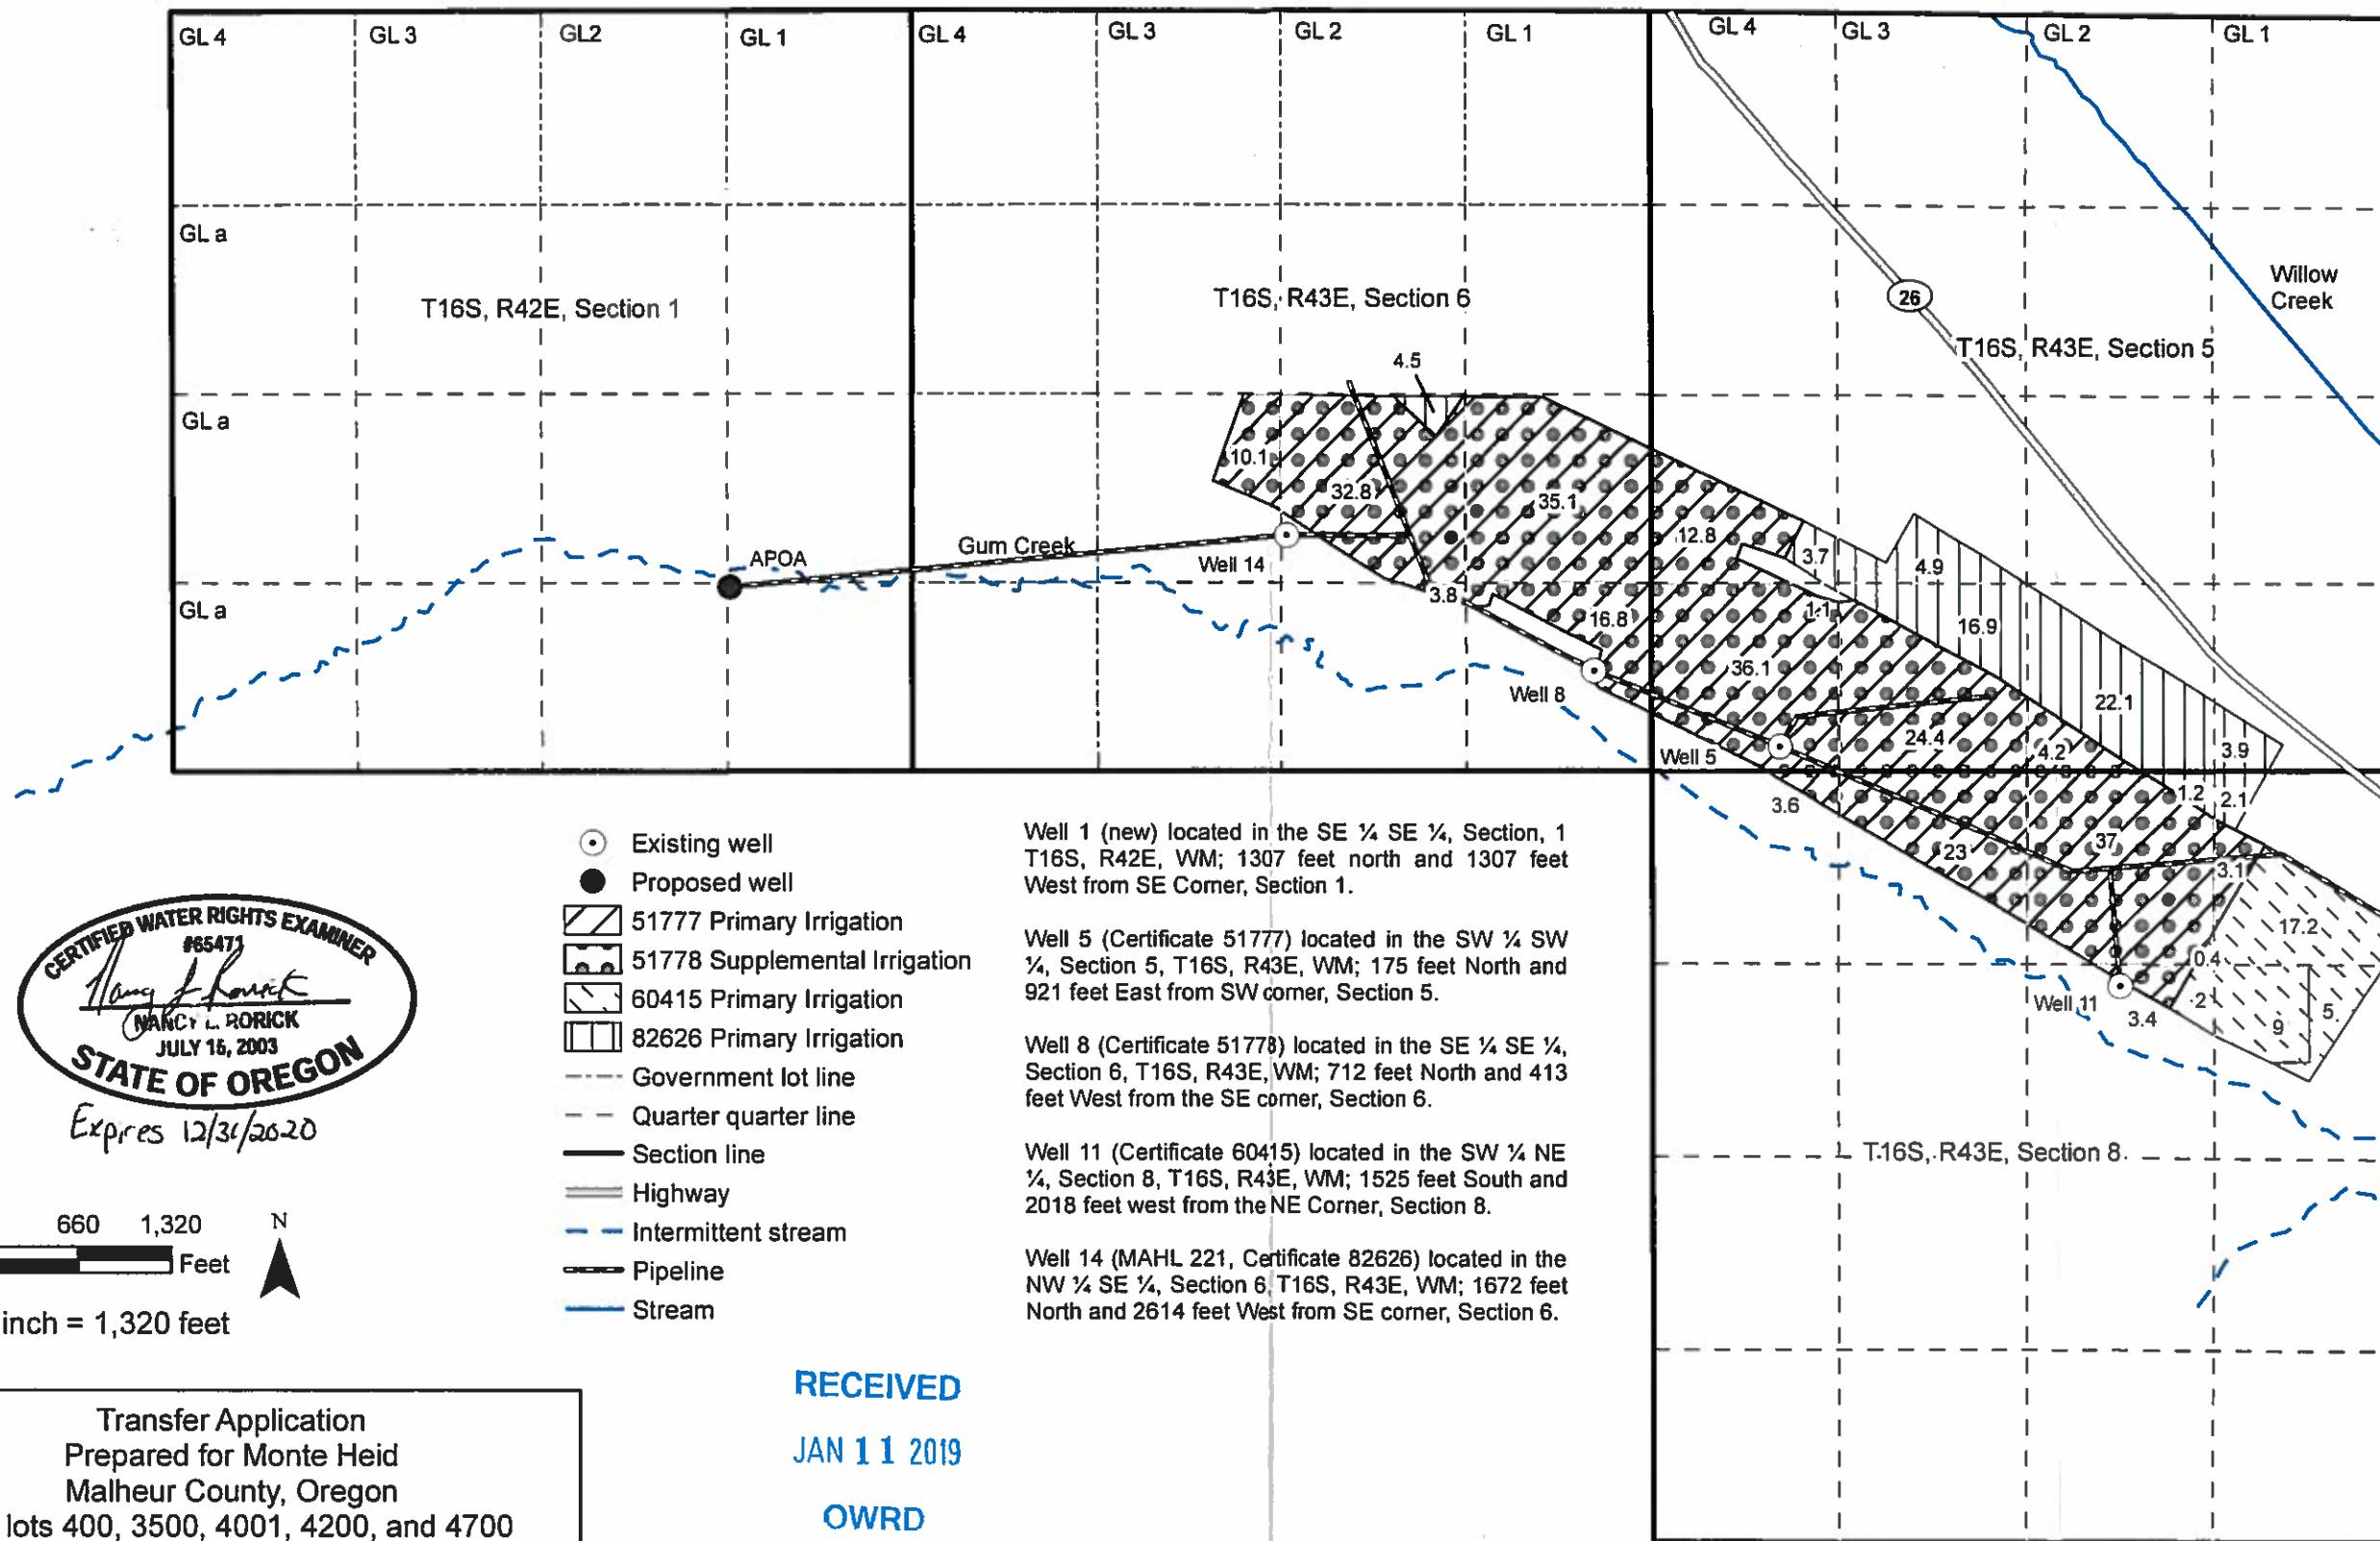 GL 4
GL 3
GL2
GL 1
GL 4
GL 3
GL 2
GL 1
GL 4
GL 3
GL 2
GL 1
GL a
GL a
GL a
T16S, R42E, Section 1
T16S, R43E, Section 6
26
T16S, R43E, Section 5
Willow
Creek
4.5
10.1
32.8
35.1
12.8
3.7
4.9
APOA
Gum Creek
Well 14
3.8
16.8
1.1
16.9
36.1
22.1
Well 8
24.4
4.2
3.9
Well 5
3.6
1.2
2.1
37
23
3.1
17.2
0.4
2
Well 11
3.4
9
5.
T.16S, R43E, Section 8
Existing well
Proposed well
51777 Primary Irrigation
51778 Supplemental Irrigation
60415 Primary Irrigation
82626 Primary Irrigation
Government lot line
Quarter quarter line
Section line
Highway
Intermittent stream
Pipeline
Stream
Well 1 (new) located in the SE ¼ SE ¼, Section, 1
T16S, R42E, WM; 1307 feet north and 1307 feet
West from SE Corner, Section 1.
Well 5 (Certificate 51777) located in the SW ¼ SW
¼, Section 5, T16S, R43E, WM; 175 feet North and
921 feet East from SW corner, Section 5.
Well 8 (Certificate 51778) located in the SE ¼ SE ¼,
Section 6, T16S, R43E, WM; 712 feet North and 413
feet West from the SE corner, Section 6.
Well 11 (Certificate 60415) located in the SW ¼ NE
¼, Section 8, T16S, R43E, WM; 1525 feet South and
2018 feet west from the NE Corner, Section 8.
Well 14 (MAHL 221, Certificate 82626) located in the
NW ¼ SE ¼, Section 6, T16S, R43E, WM; 1672 feet
North and 2614 feet West from SE corner, Section 6.
CERTIFIED WATER RIGHTS EXAMINER
#65471
NANCY L. RORICK
JULY 15, 2003
STATE OF OREGON
Expires 12/31/2020
660 1,320
Feet
N
inch = 1,320 feet
Transfer Application
Prepared for Monte Heid
Malheur County, Oregon
lots 400, 3500, 4001, 4200, and 4700
RECEIVED
JAN 11 2019
OWRD